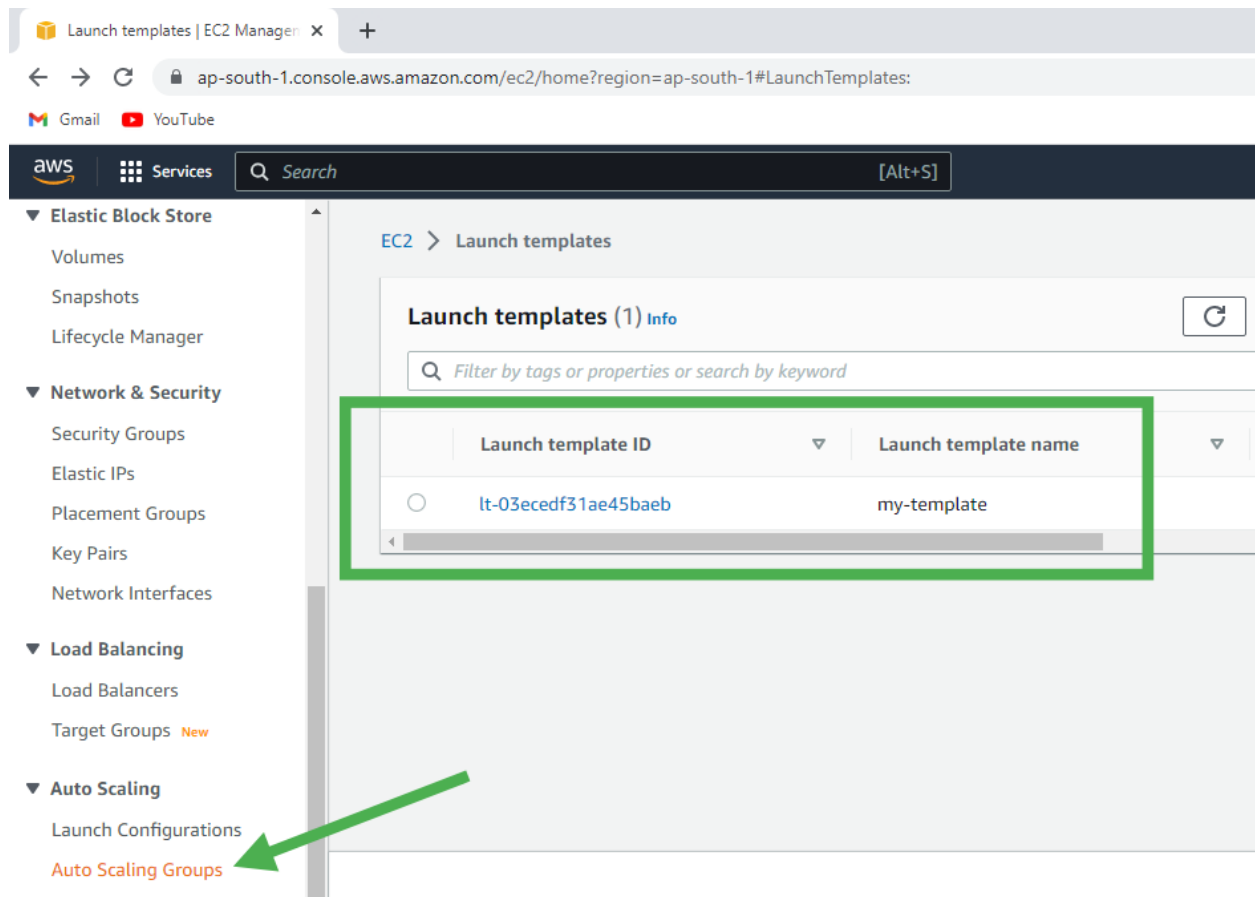 Launch templates | EC2 Managen
ap-south-1.console.aws.amazon.com/ec2/home?region=ap-south-1#LaunchTemplates:
Gmail YouTube
aws Services Search [Alt+S]
Elastic Block Store
Volumes
Snapshots
Lifecycle Manager
Network & Security
Security Groups
Elastic IPs
Placement Groups
Key Pairs
Network Interfaces
Load Balancing
Load Balancers
Target Groups New
Auto Scaling
Launch Configurations
Auto Scaling Groups
EC2 > Launch templates
Launch templates (1) Info
Filter by tags or properties or search by keyword
Launch template ID Launch template name
lt-03ecedf31ae45baeb my-template